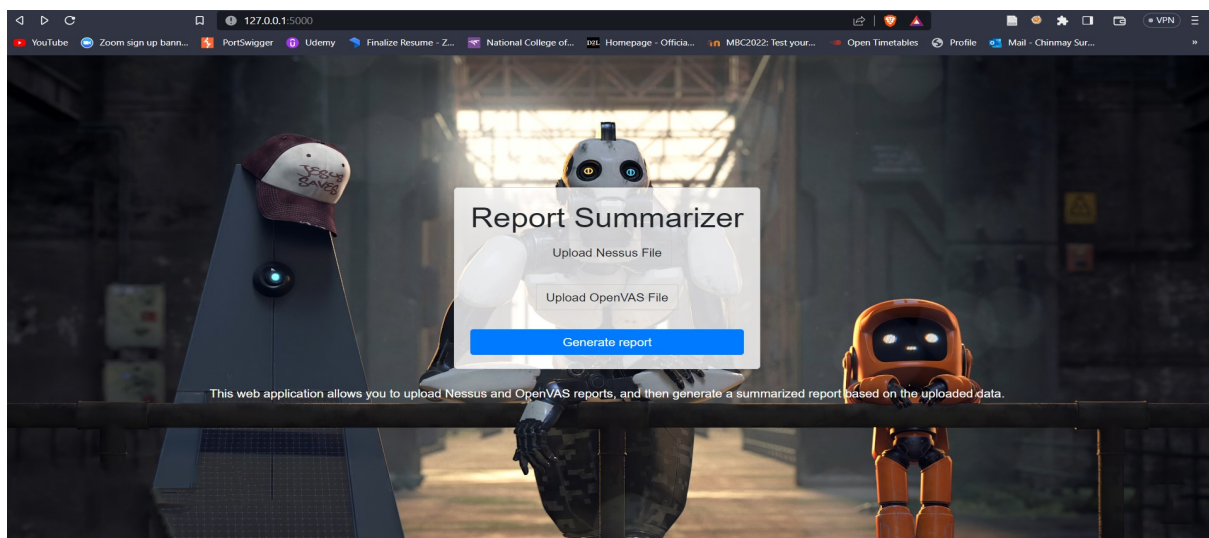 127.0.0.1:5000
VPN
YouTube Zoom sign up bann... PortSwigger Udemy Finalize Resume - Z... National College of... D2L Homepage - Officia... MBC2022: Test your... Open Timetables Profile Mail - Chinmay Sur... »
JESUS
SAVES
Report Summarizer
Upload Nessus File
Upload OpenVAS File
Generate report
This web application allows you to upload Nessus and OpenVAS reports, and then generate a summarized report based on the uploaded data.